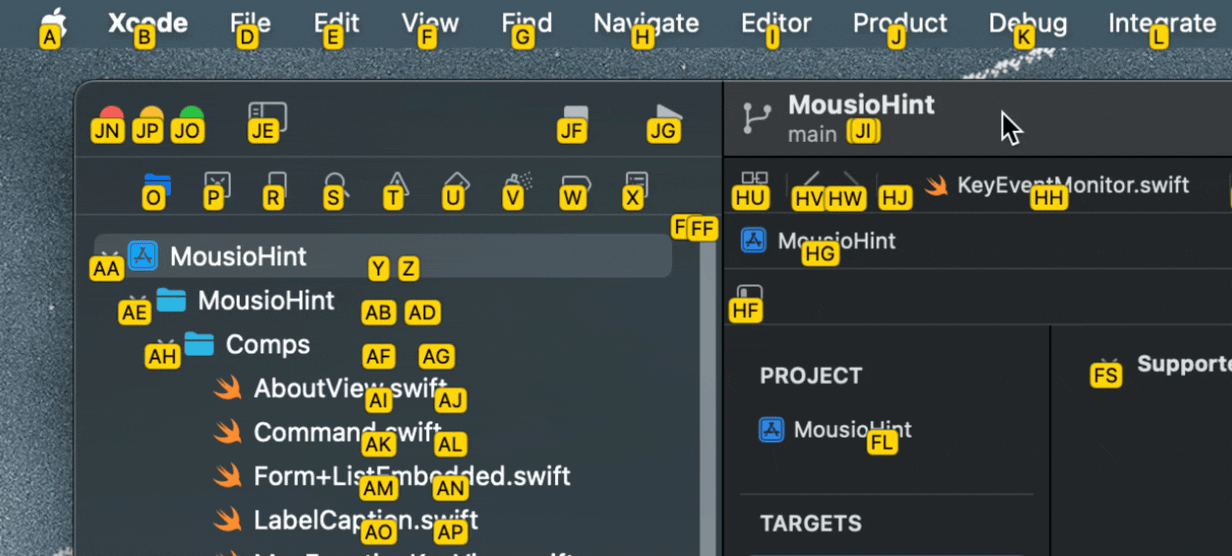 Xcode File Edit View Find Navigate Editor Product Debug Integrate
A B D E F G H I J K L
MousioHint
main JI
JN JP JO JE JF JG
O P R S T U V W X
HU HV HW HJ KeyEventMonitor.swift HH
FF
MousioHint
AA Y Z
MousioHint
AE AB AD
Comps
AH AF AG
AboutView.swift
AI AJ
Command.swift
AK AL
Form+ListEmbedded.swift
AM AN
LabelCaption.swift
AO AP
MousioHint
HG
HF
PROJECT
MousioHint
FL
TARGETS
FS